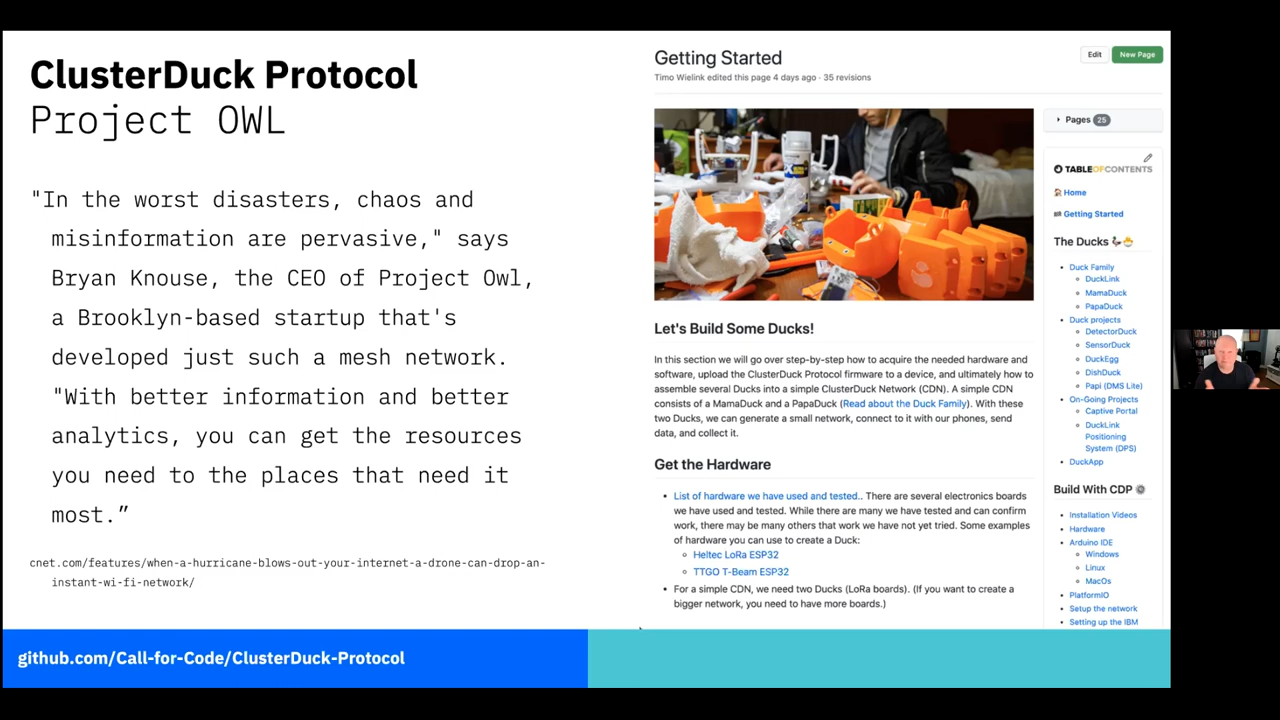 ClusterDuck Protocol
Project OWL
"In the worst disasters, chaos and
misinformation are pervasive," says
Bryan Knouse, the CEO of Project Owl,
a Brooklyn-based startup that's
developed just such a mesh network.
"With better information and better
analytics, you can get the resources
you need to the places that need it
most.”
cnet.com/features/when-a-hurricane-blows-out-your-internet-a-drone-can-drop-an-
instant-wi-fi-network/
github.com/Call-for-Code/ClusterDuck-Protocol
Getting Started
Edit
New Page
Timo Wielink edited this page 4 days ago · 35 revisions
Let's Build Some Ducks!
In this section we will go over step-by-step how to acquire the needed hardware and
software, upload the ClusterDuck Protocol firmware to a device, and ultimately how to
assemble several Ducks into a simple ClusterDuck Network (CDN). A simple CDN
consists of a MamaDuck and a PapaDuck (Read about the Duck Family). With these
two Ducks, we can generate a small network, connect to it with our phones, send
data, and collect it.
Get the Hardware
List of hardware we have used and tested.. There are several electronics boards
we have used and tested. While there are many we have tested and can confirm
work, there may be many others that work we have not yet tried. Some examples
of hardware you can use to create a Duck:
Heltec LoRa ESP32
TTGO T-Beam ESP32
For a simple CDN, we need two Ducks (LoRa boards). (If you want to create a
bigger network, you need to have more boards.)
Pages 25
TABLEOFCONTENTS
Home
Getting Started
The Ducks
Duck Family
DuckLink
MamaDuck
PapaDuck
Duck projects
DetectorDuck
SensorDuck
DuckEgg
DishDuck
Papi (DMS Lite)
On-Going Projects
Captive Portal
DuckLink
Positioning
System (DPS)
DuckApp
Build With CDP
Installation Videos
Hardware
Arduino IDE
Windows
Linux
MacOs
PlatformIO
Setup the network
Setting up the IBM